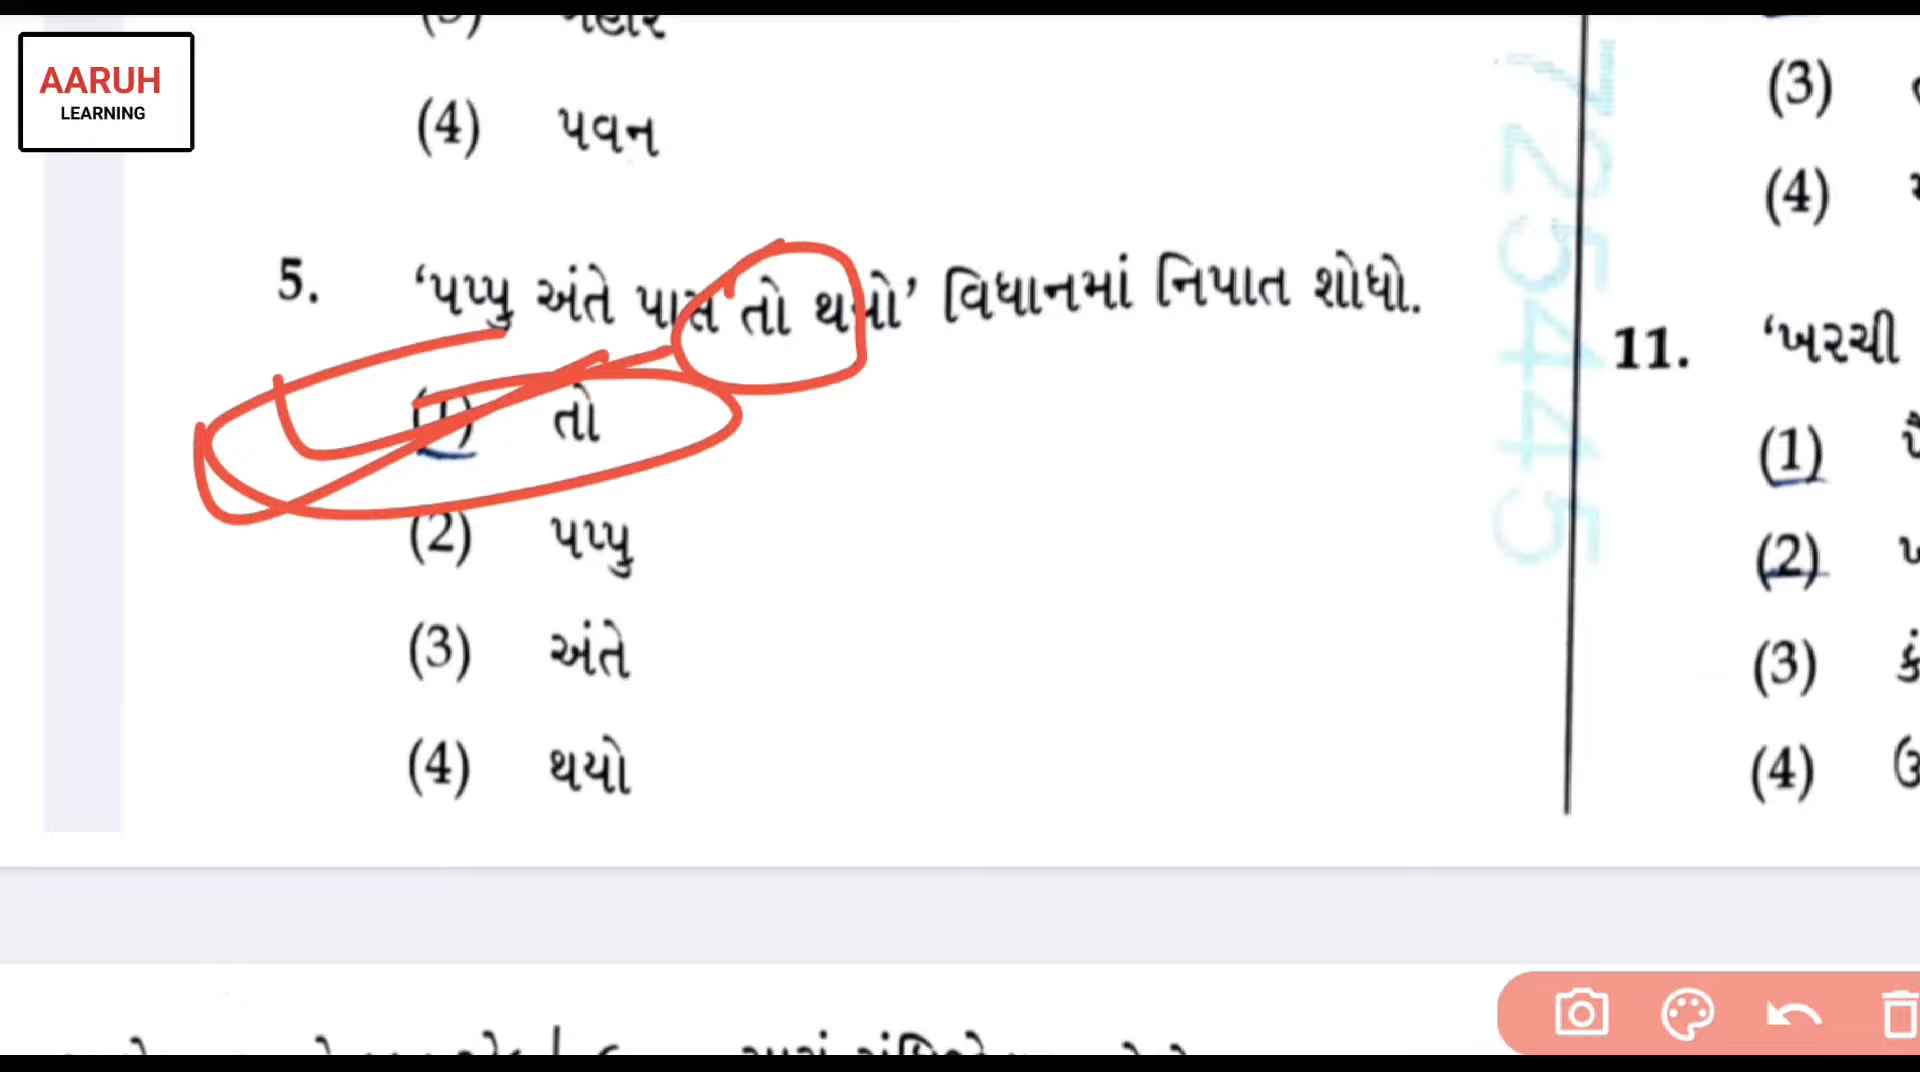 AARUH
LEARNING
(4) પવન
5. ‘પપ્પુ અંતે પાસ તો થયો’ વિધાનમાં નિપાત શોધો.
(1) તો
(2) પપ્પુ
(3) અંતે
(4) થયો
725445
(3)
(4)
11. ‘ખરચી
(1)
(2)
(3)
(4)